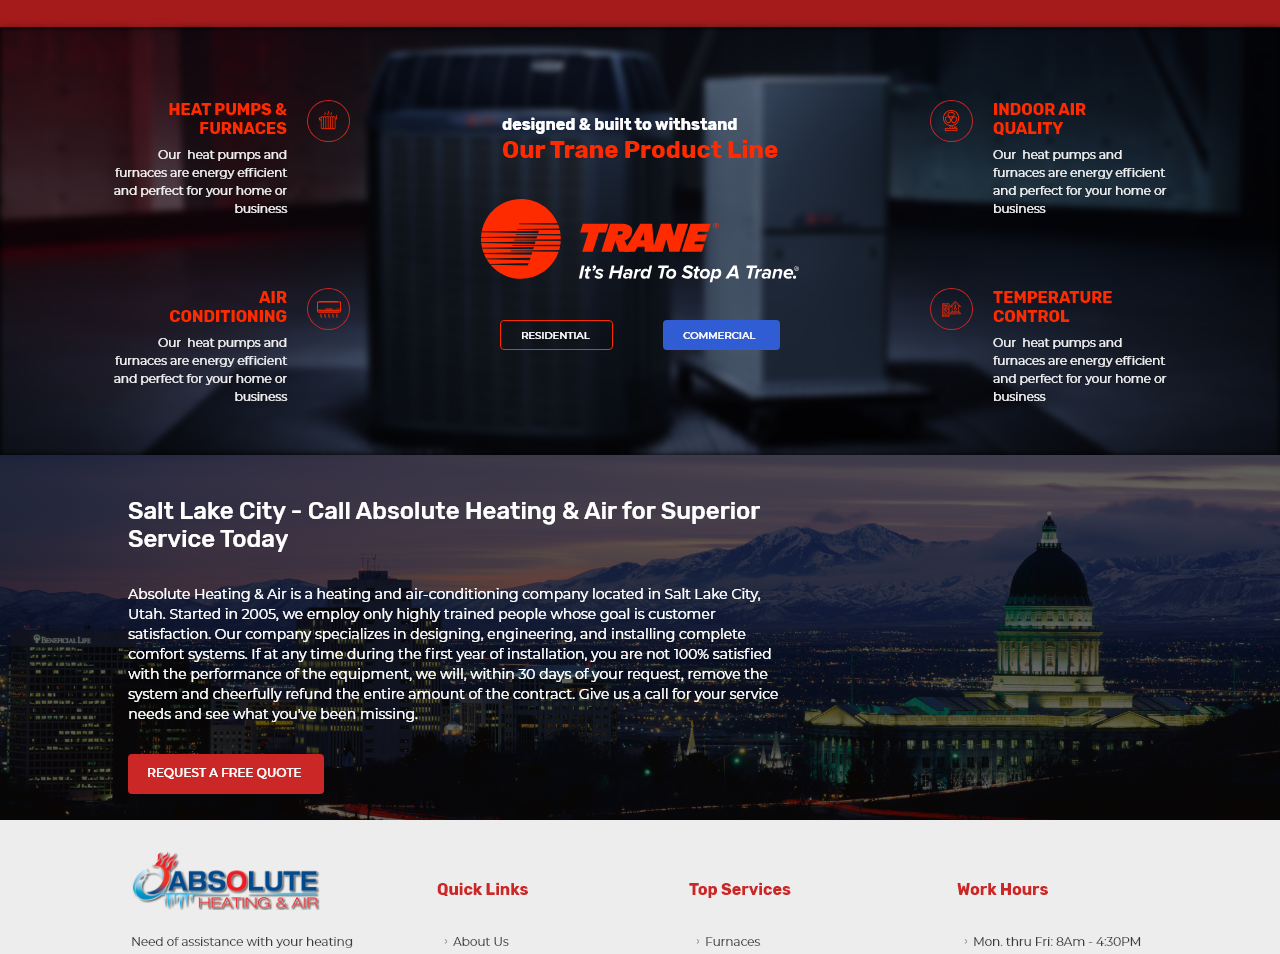 HEAT PUMPS &
FURNACES
Our heat pumps and
furnaces are energy efficient
and perfect for your home or
business
AIR
CONDITIONING
Our heat pumps and
furnaces are energy efficient
and perfect for your home or
business
designed & built to withstand
Our Trane Product Line
TRANE®
It's Hard To Stop A Trane.®
RESIDENTIAL
COMMERCIAL
INDOOR AIR
QUALITY
Our heat pumps and
furnaces are energy efficient
and perfect for your home or
business
TEMPERATURE
CONTROL
Our heat pumps and
furnaces are energy efficient
and perfect for your home or
business
Salt Lake City - Call Absolute Heating & Air for Superior
Service Today
Absolute Heating & Air is a heating and air-conditioning company located in Salt Lake City,
Utah. Started in 2005, we employ only highly trained people whose goal is customer
satisfaction. Our company specializes in designing, engineering, and installing complete
comfort systems. If at any time during the first year of installation, you are not 100% satisfied
with the performance of the equipment, we will, within 30 days of your request, remove the
system and cheerfully refund the entire amount of the contract. Give us a call for your service
needs and see what you've been missing.
BENEFICIAL LIFE
REQUEST A FREE QUOTE
ABSOLUTE
HEATING & AIR
Need of assistance with your heating
Quick Links
› About Us
Top Services
› Furnaces
Work Hours
› Mon. thru Fri: 8Am - 4:30PM